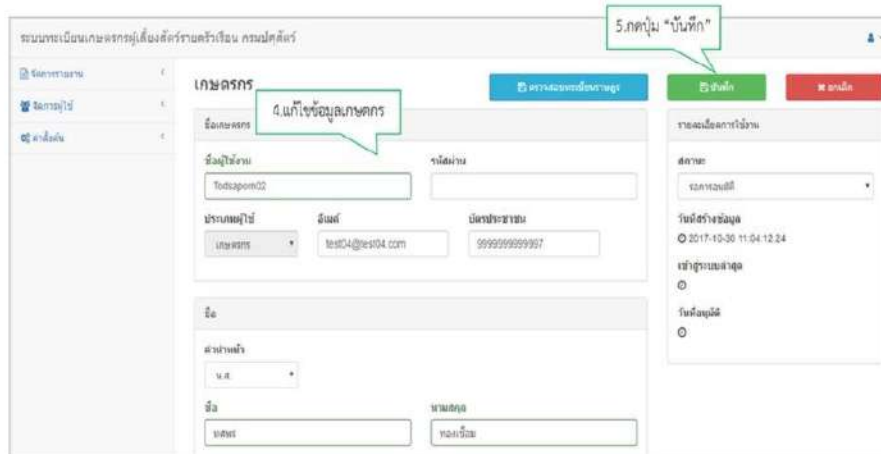 5.กดปุ่ม “บันทึก”
ระบบทะเบียนเกษตรกรผู้เลี้ยงสัตว์รายครัวเรือน กรมปศุสัตว์
จัดการรายงาน
จัดการผู้ใช้
ค่าตั้งต้น
เกษตรกร
ตรวจสอบทะเบียนราษฎร
บันทึก
ยกเลิก
4.แก้ไขข้อมูลเกษตกร
ชื่อเกษตรกร
รายละเอียดการใช้งาน
ชื่อผู้ใช้งาน
รหัสผ่าน
สถานะ
Todsaporn02
รอการอนุมัติ
ประเภทผู้ใช้
อีเมล์
บัตรประชาชน
วันที่สร้างข้อมูล
เกษตรกร
test04@test04.com
9999999999997
2017-10-30 11:04:12.24
เข้าสู่ระบบล่าสุด
ชื่อ
วันที่อนุมัติ
คำนำหน้า
น.ส.
ชื่อ
นามสกุล
ทศพร
ทองเชื่อม